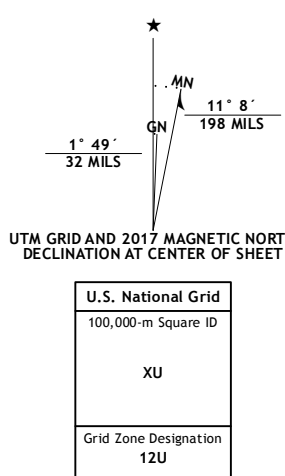 ★
MN
GN
11° 8´
198 MILS
1° 49´
32 MILS
UTM GRID AND 2017 MAGNETIC NORT
DECLINATION AT CENTER OF SHEET
U.S. National Grid
100,000-m Square ID
XU
Grid Zone Designation
12U